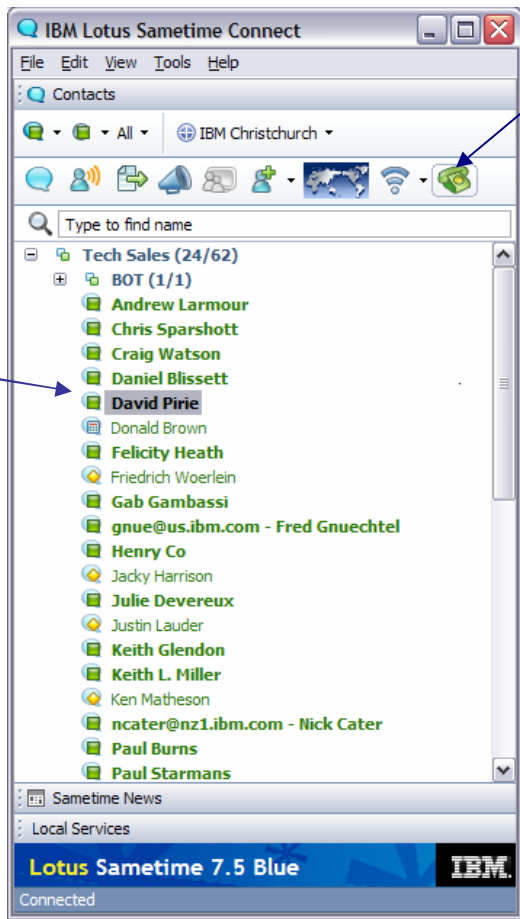 IBM Lotus Sametime Connect
File Edit View Tools Help
Contacts
All IBM Christchurch
Type to find name
Tech Sales (24/62)
BOT (1/1)
Andrew Larmour
Chris Sparshott
Craig Watson
Daniel Blissett
David Pirie
Donald Brown
Felicity Heath
Friedrich Woerlein
Gab Gambassi
gnue@us.ibm.com - Fred Gnuechtel
Henry Co
Jacky Harrison
Julie Devereux
Justin Lauder
Keith Glendon
Keith L. Miller
Ken Matheson
ncater@nz1.ibm.com - Nick Cater
Paul Burns
Paul Starmans
Sametime News
Local Services
Lotus Sametime 7.5 Blue IBM.
Connected